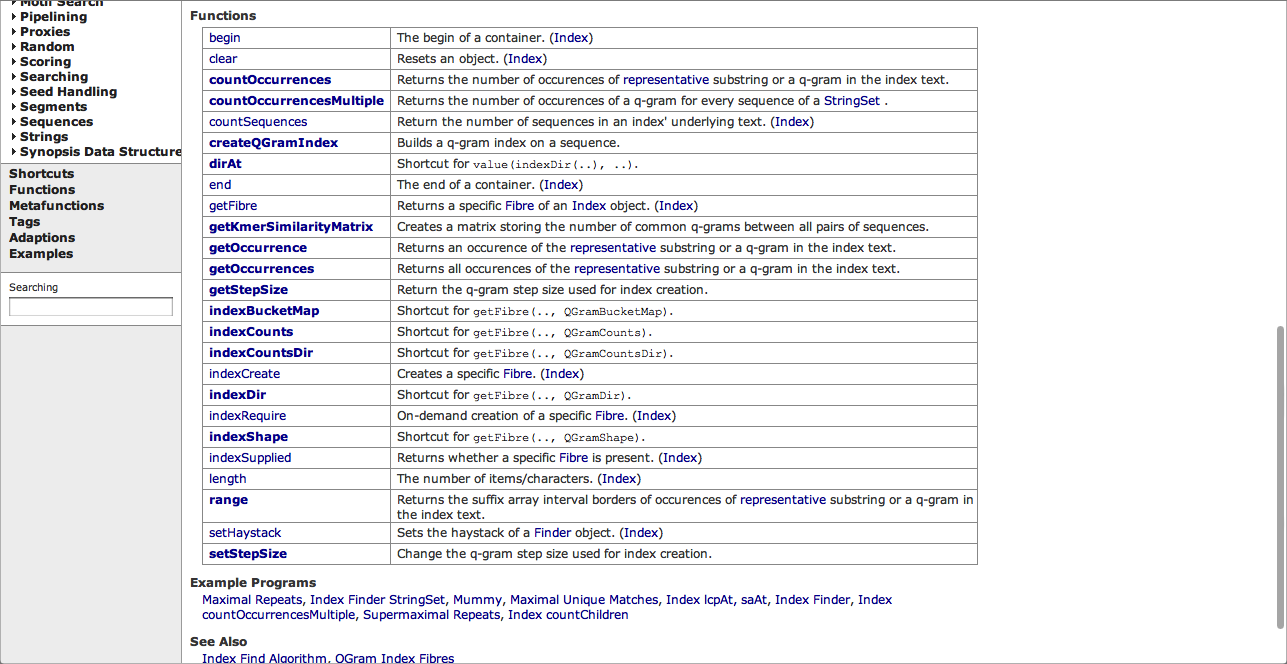 Motif Search
Pipelining
Proxies
Random
Scoring
Searching
Seed Handling
Segments
Sequences
Strings
Synopsis Data Structure
Shortcuts
Functions
Metafunctions
Tags
Adaptions
Examples
Searching
Functions
begin The begin of a container. (Index)
clear Resets an object. (Index)
countOccurrences Returns the number of occurences of representative substring or a q-gram in the index text.
countOccurrencesMultiple Returns the number of occurences of a q-gram for every sequence of a StringSet .
countSequences Return the number of sequences in an index' underlying text. (Index)
createQGramIndex Builds a q-gram index on a sequence.
dirAt Shortcut for value(indexDir(..), ..).
end The end of a container. (Index)
getFibre Returns a specific Fibre of an Index object. (Index)
getKmerSimilarityMatrix Creates a matrix storing the number of common q-grams between all pairs of sequences.
getOccurrence Returns an occurence of the representative substring or a q-gram in the index text.
getOccurrences Returns all occurences of the representative substring or a q-gram in the index text.
getStepSize Return the q-gram step size used for index creation.
indexBucketMap Shortcut for getFibre(.., QGramBucketMap).
indexCounts Shortcut for getFibre(.., QGramCounts).
indexCountsDir Shortcut for getFibre(.., QGramCountsDir).
indexCreate Creates a specific Fibre. (Index)
indexDir Shortcut for getFibre(.., QGramDir).
indexRequire On-demand creation of a specific Fibre. (Index)
indexShape Shortcut for getFibre(.., QGramShape).
indexSupplied Returns whether a specific Fibre is present. (Index)
length The number of items/characters. (Index)
range Returns the suffix array interval borders of occurences of representative substring or a q-gram in
the index text.
setHaystack Sets the haystack of a Finder object. (Index)
setStepSize Change the q-gram step size used for index creation.
Example Programs
Maximal Repeats, Index Finder StringSet, Mummy, Maximal Unique Matches, Index lcpAt, saAt, Index Finder, Index
countOccurrencesMultiple, Supermaximal Repeats, Index countChildren
See Also
Index Find Algorithm, QGram Index Fibres